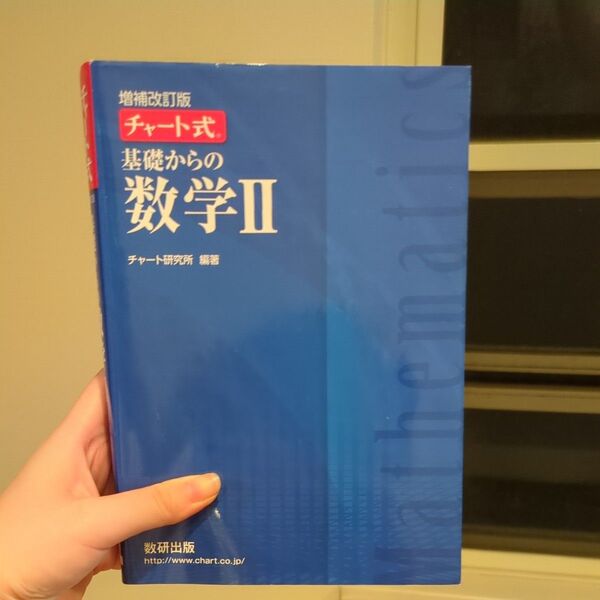 増補改訂版
チャート式®
基礎からの
数学II
チャート研究所 編著
Mathematics
数研出版
http://www.chart.co.jp/